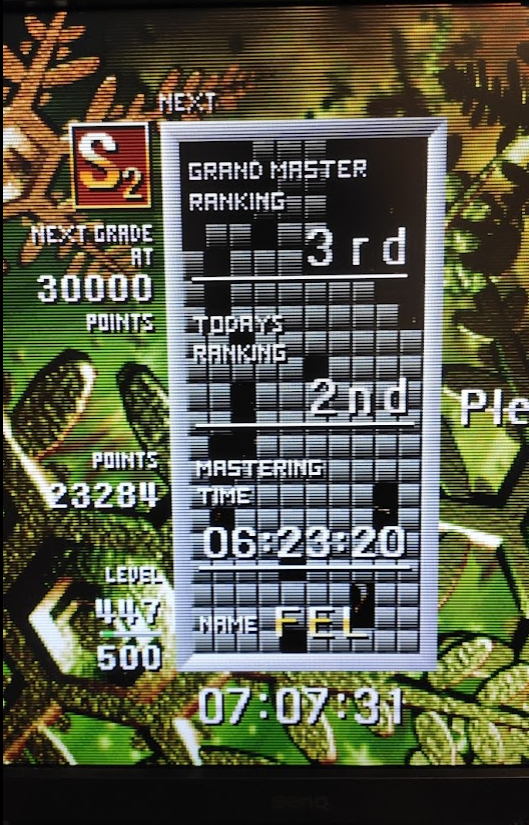 NEXT
S2
GRAND MASTER
RANKING
3rd
NEXT GRADE
AT
30000
POINTS
TODAYS
RANKING
2nd
Ple
POINTS
23284
MASTERING
TIME
06:23:20
LEVEL
447
500
NAME FEL
07:07:31
BenQ